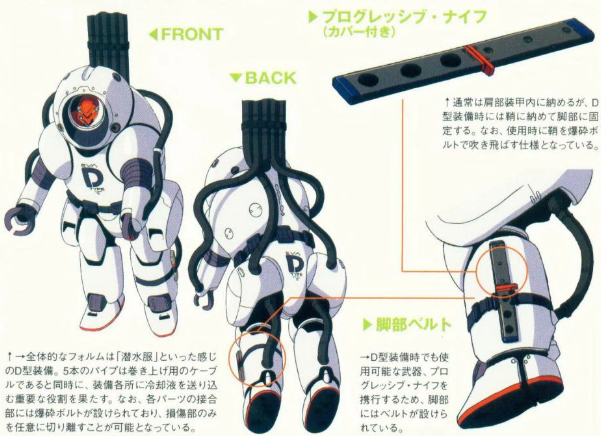 ◀FRONT
▼BACK
▶プログレッシブ・ナイフ
(カバー付き)
↑通常は肩部装甲内に納めるが、D
型装備時には鞘に納めて脚部に固
定する。なお、使用時に鞘を爆砕ボ
ルトで吹き飛ばす仕様となっている。
EVA
D
TYPE
D
TYPE
▶脚部ベルト
↑→全体的なフォルムは「潜水服」といった感じ
のD型装備。5本のパイプは巻き上げ用のケーブ
ルであると同時に、装備各所に冷却液を送り込
む重要な役割を果たす。なお、各パーツの接合
部には爆砕ボルトが設けられており、損傷部のみ
を任意に切り離すことが可能となっている。
→D型装備時でも使
用可能な武器、プロ
グレッシブ・ナイフを
携行するため、脚部
にはベルトが設けら
れている。